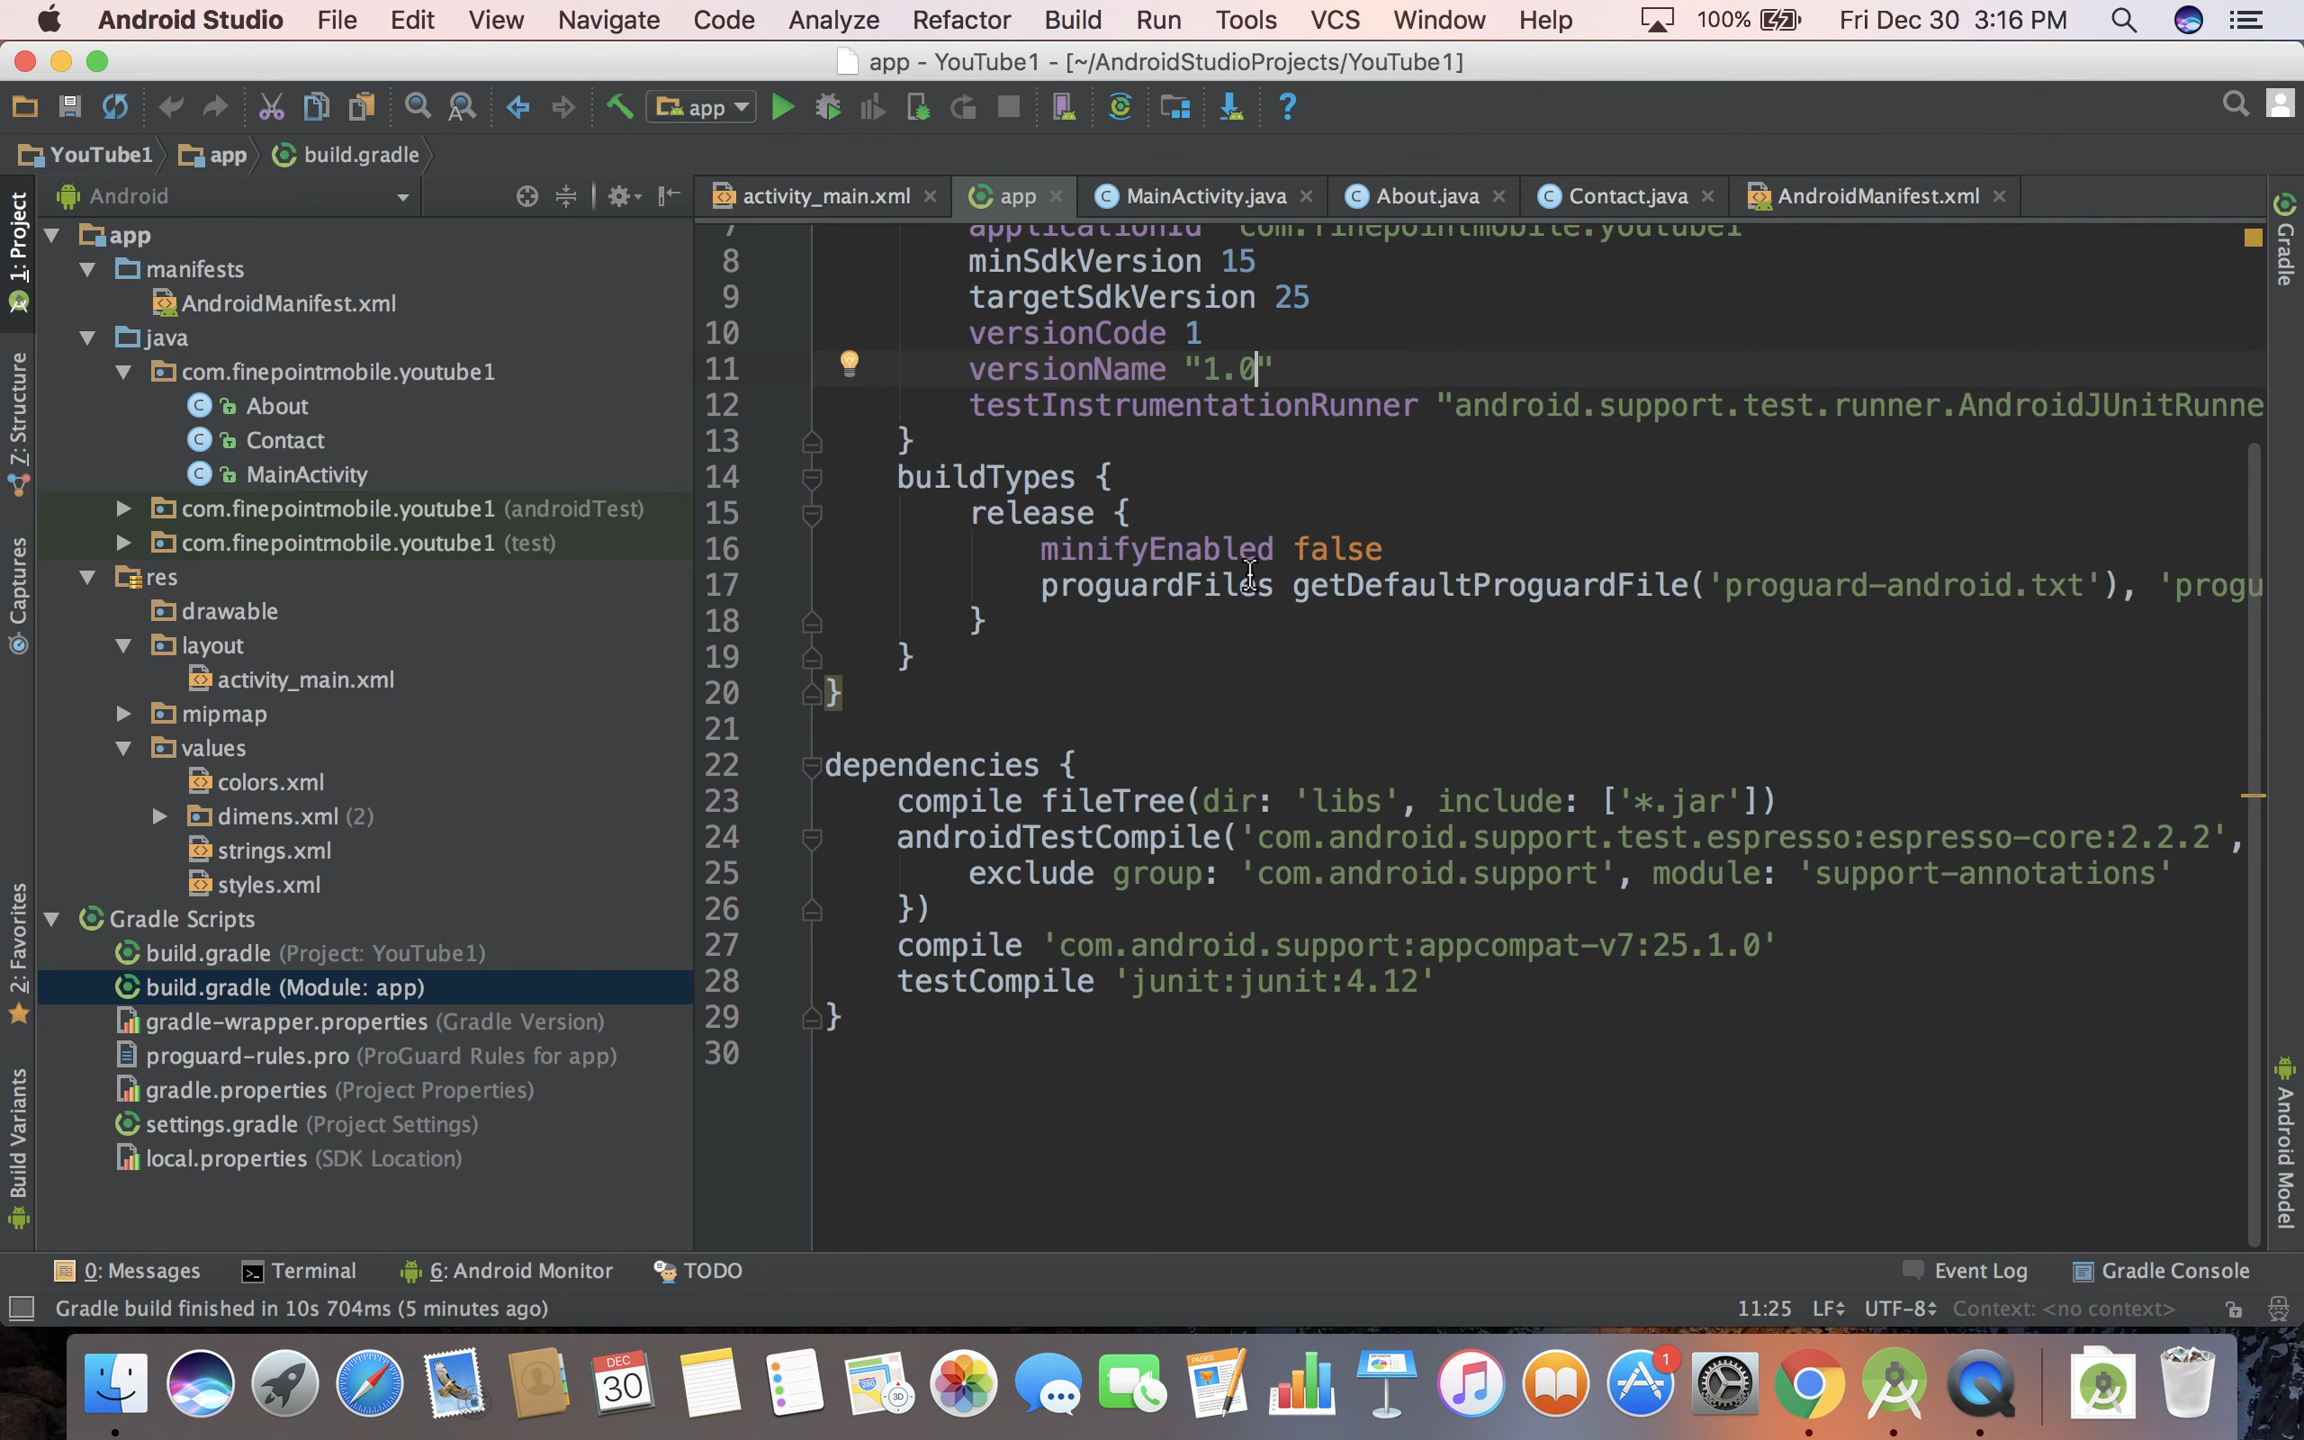 Android Studio File Edit View Navigate Code Analyze Refactor Build Run Tools VCS Window Help 100% Fri Dec 30 3:16 PM
app - YouTube1 - [~/AndroidStudioProjects/YouTube1]
app
YouTube1 app build.gradle
Android
activity_main.xml app MainActivity.java About.java Contact.java AndroidManifest.xml
1: Project
Z: Structure
Captures
2: Favorites
Build Variants
app
manifests
AndroidManifest.xml
java
com.finepointmobile.youtube1
About
Contact
MainActivity
com.finepointmobile.youtube1 (androidTest)
com.finepointmobile.youtube1 (test)
res
drawable
layout
activity_main.xml
mipmap
values
colors.xml
dimens.xml (2)
strings.xml
styles.xml
Gradle Scripts
build.gradle (Project: YouTube1)
build.gradle (Module: app)
gradle-wrapper.properties (Gradle Version)
proguard-rules.pro (ProGuard Rules for app)
gradle.properties (Project Properties)
settings.gradle (Project Settings)
local.properties (SDK Location)
7 applicationId "com.finepointmobile.youtube1"
8 minSdkVersion 15
9 targetSdkVersion 25
10 versionCode 1
11 versionName "1.0"
12 testInstrumentationRunner "android.support.test.runner.AndroidJUnitRunne
13 }
14 buildTypes {
15 release {
16 minifyEnabled false
17 proguardFiles getDefaultProguardFile('proguard-android.txt'), 'progu
18 }
19 }
20 }
21
22 dependencies {
23 compile fileTree(dir: 'libs', include: ['*.jar'])
24 androidTestCompile('com.android.support.test.espresso:espresso-core:2.2.2',
25 exclude group: 'com.android.support', module: 'support-annotations'
26 })
27 compile 'com.android.support:appcompat-v7:25.1.0'
28 testCompile 'junit:junit:4.12'
29 }
30
Gradle
Android Model
0: Messages Terminal 6: Android Monitor TODO Event Log Gradle Console
Gradle build finished in 10s 704ms (5 minutes ago) 11:25 LF UTF-8 Context: <no context>
DEC
30
280
3D
PAGES
1